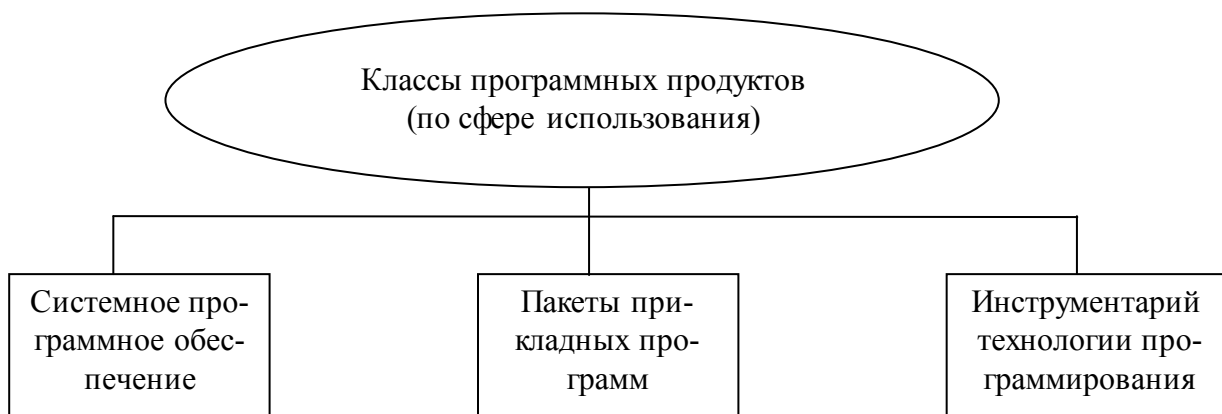 Классы программных продуктов
(по сфере использования)
Системное про-
граммное обес-
печение
Пакеты при-
кладных про-
грамм
Инструментарий
технологии про-
граммирования